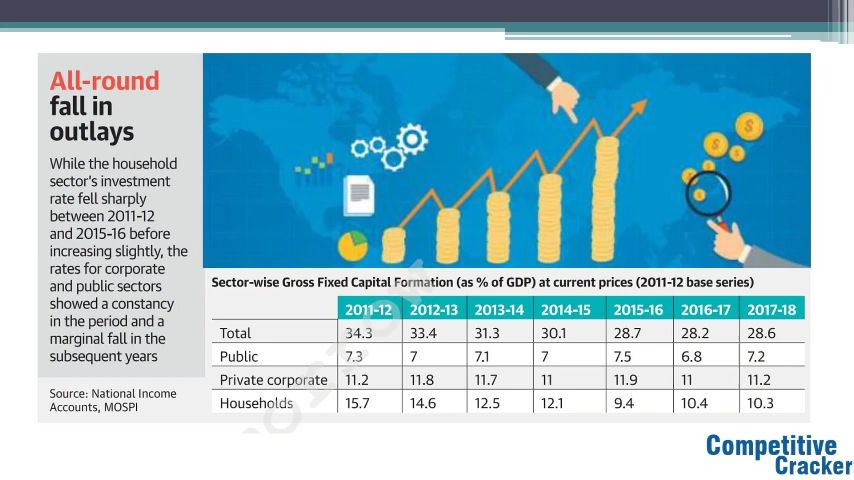 All-round
fall in
outlays
While the household
sector's investment
rate fell sharply
between 2011-12
and 2015-16 before
increasing slightly, the
rates for corporate
and public sectors
showed a constancy
in the period and a
marginal fall in the
subsequent years
Source: National Income
Accounts, MOSPI
Sector-wise Gross Fixed Capital Formation (as % of GDP) at current prices (2011-12 base series)
2011-12 2012-13 2013-14 2014-15 2015-16 2016-17 2017-18
Total 34.3 33.4 31.3 30.1 28.7 28.2 28.6
Public 7.3 7 7.1 7 7.5 6.8 7.2
Private corporate 11.2 11.8 11.7 11 11.9 11 11.2
Households 15.7 14.6 12.5 12.1 9.4 10.4 10.3
Competitive
Cracker